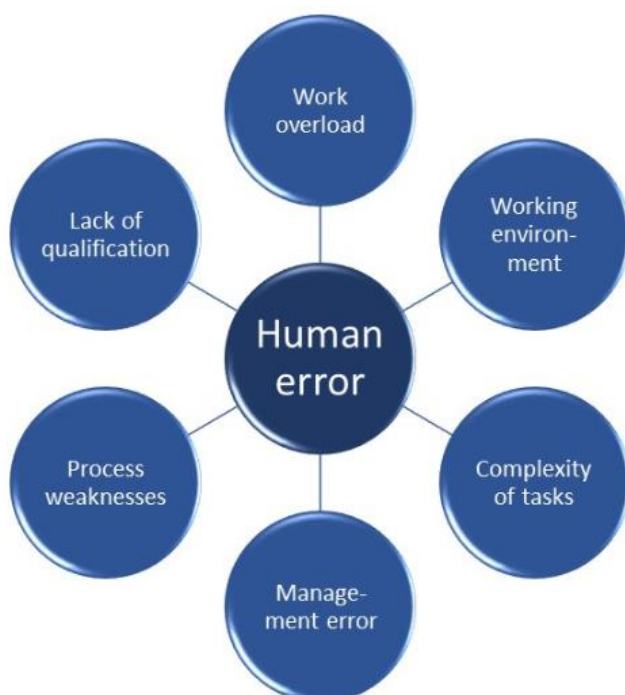 Work
overload
Working
environ-
ment
Complexity
of tasks
Manage-
ment error
Process
weaknesses
Lack of
qualification
Human
error